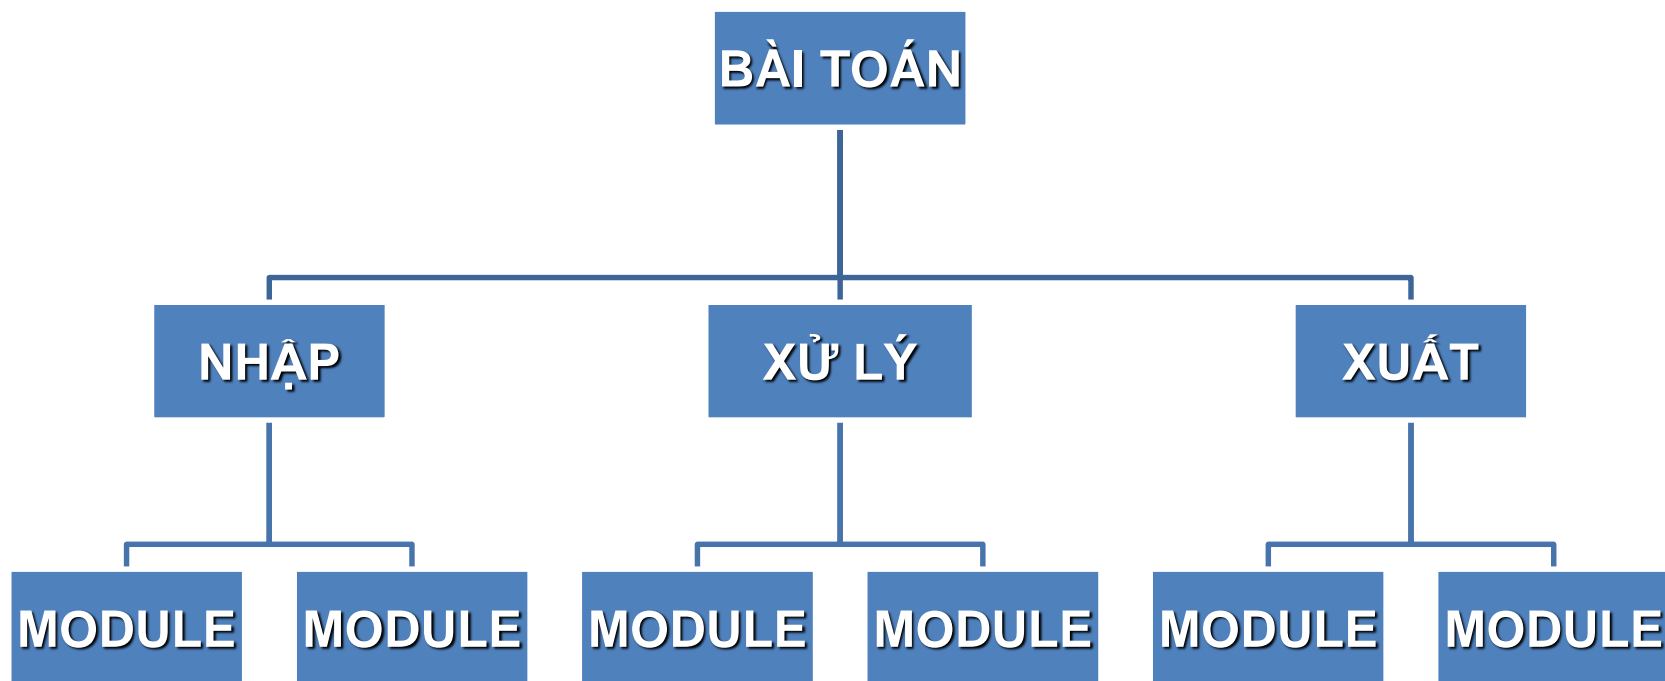 BÀI TOÁN
NHẬP
XỬ LÝ
XUẤT
MODULE
MODULE
MODULE
MODULE
MODULE
MODULE